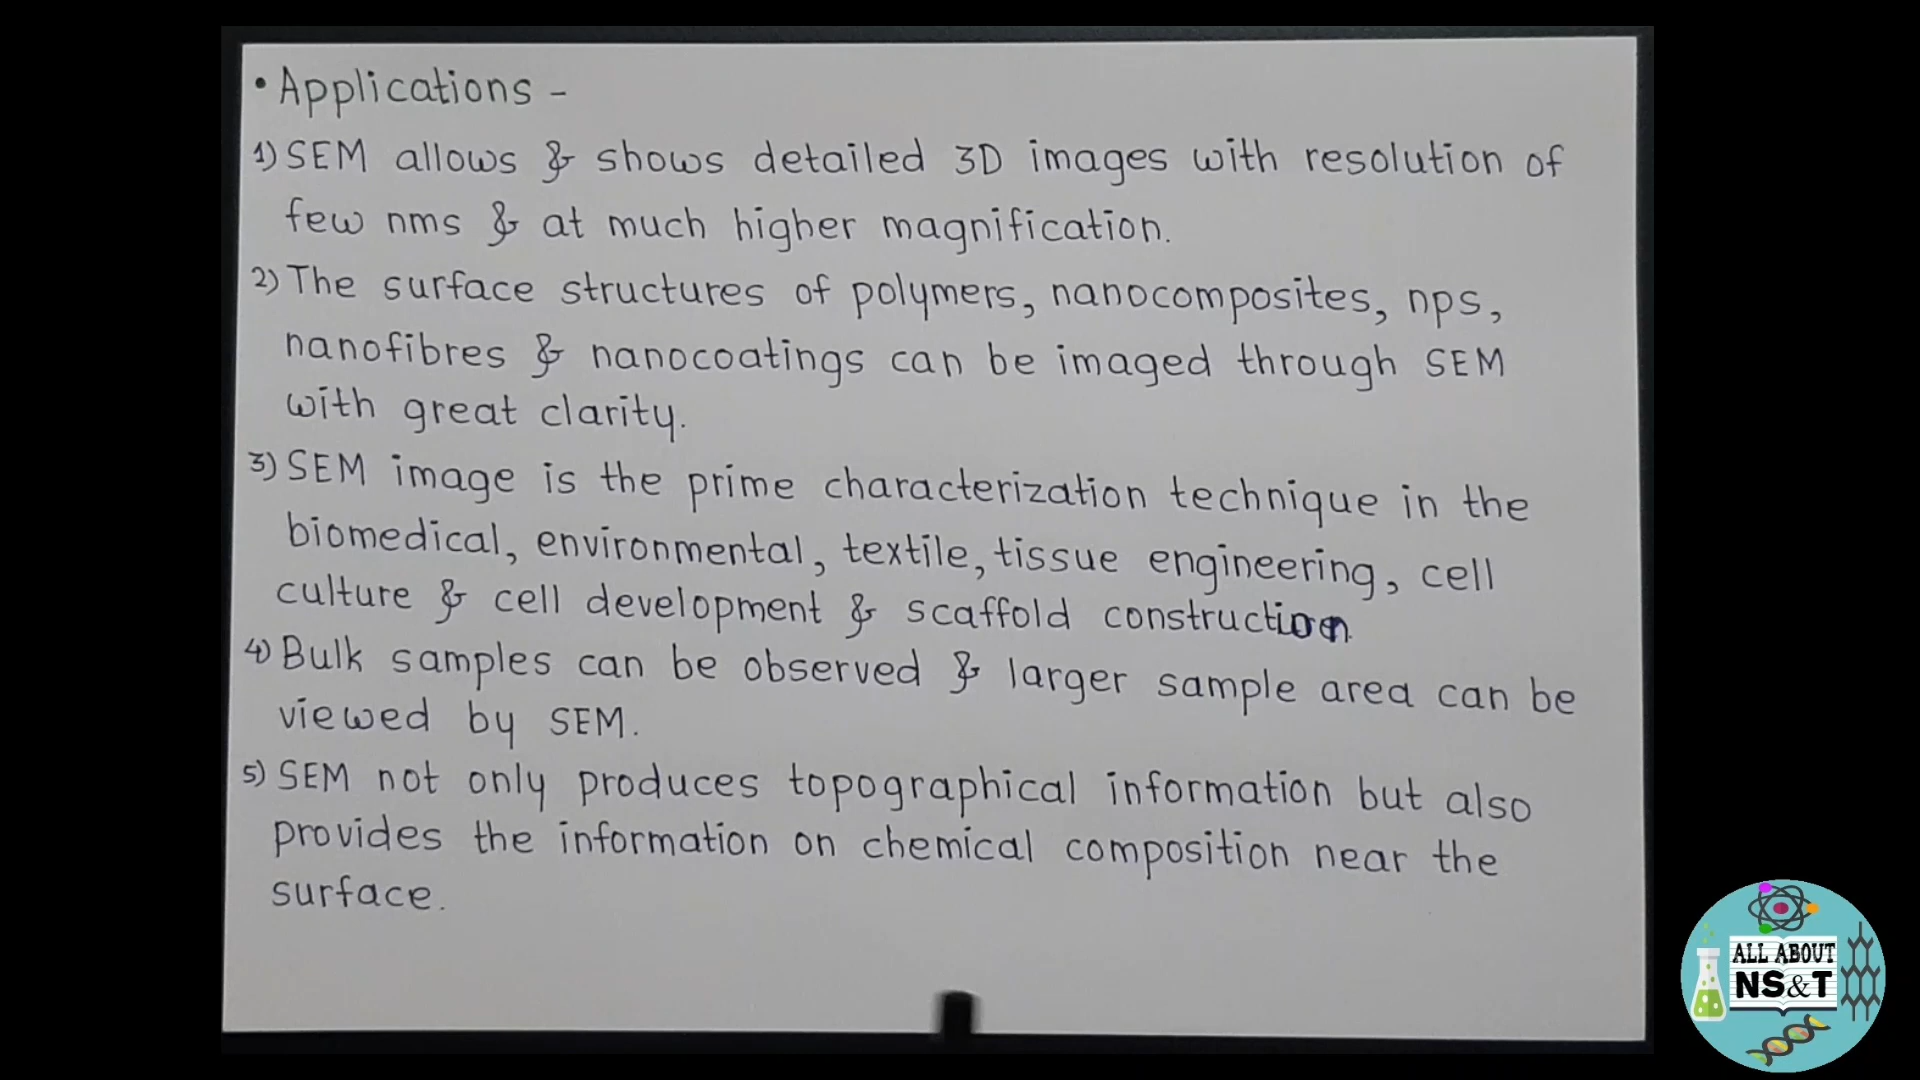 • Applications -
1) SEM allows & shows detailed 3D images with resolution of
few nms & at much higher magnification.
2) The surface structures of polymers, nanocomposites, nps,
nanofibres & nanocoatings can be imaged through SEM
with great clarity.
3) SEM image is the prime characterization technique in the
biomedical, environmental, textile, tissue engineering, cell
culture & cell development & scaffold construction.
4) Bulk samples can be observed & larger sample area can be
viewed by SEM.
5) SEM not only produces topographical information but also
provides the information on chemical composition near the
surface.
ALL ABOUT
NS&T